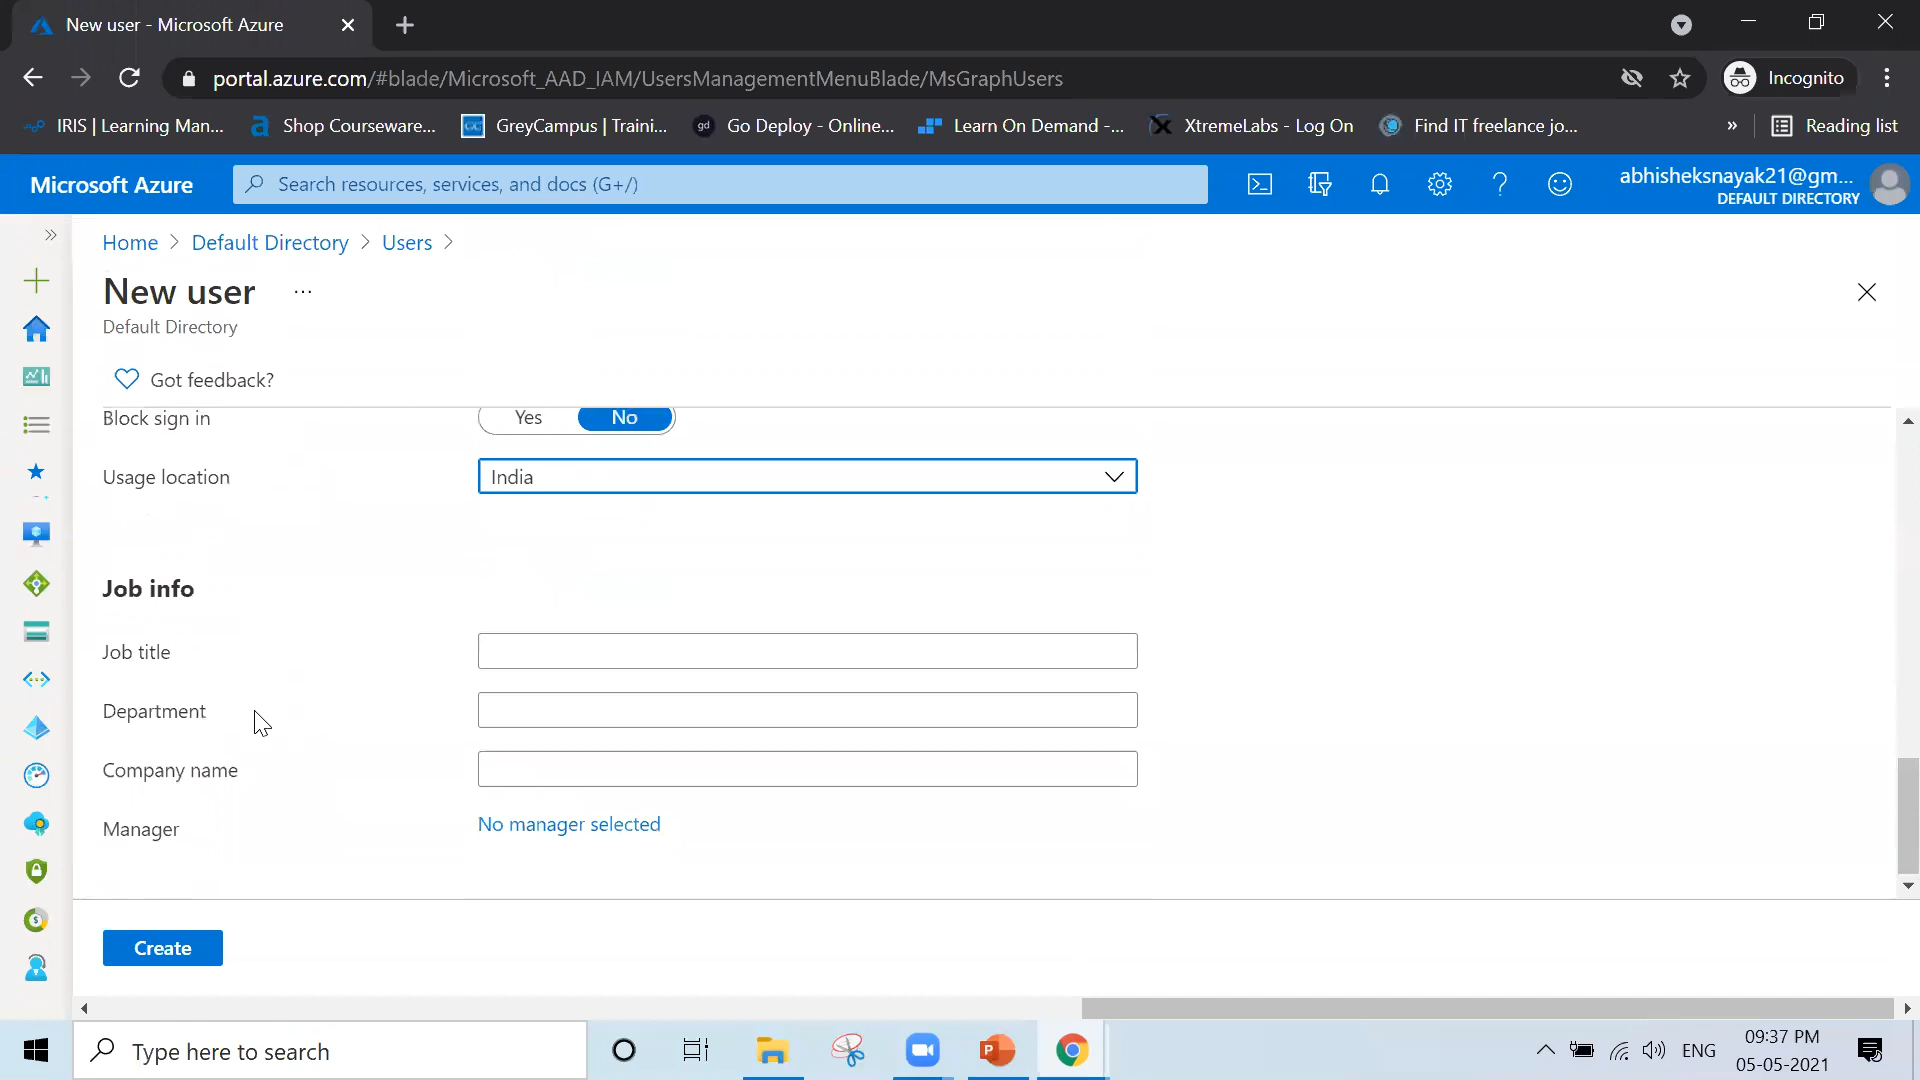 New user - Microsoft Azure
portal.azure.com/#blade/Microsoft_AAD_IAM/UsersManagementMenuBlade/MsGraphUsers
Incognito
IRIS | Learning Man...
Shop Courseware...
GreyCampus | Traini...
gd
Go Deploy - Online...
Learn On Demand -...
XtremeLabs - Log On
Find IT freelance jo...
»
Reading list
Microsoft Azure
Search resources, services, and docs (G+/)
abhisheksnayak21@gm...
DEFAULT DIRECTORY
Home > Default Directory > Users >
New user
...
Default Directory
Got feedback?
Block sign in
Yes
No
Usage location
India
Job info
Job title
Department
Company name
Manager
No manager selected
Create
Type here to search
ENG
09:37 PM
05-05-2021